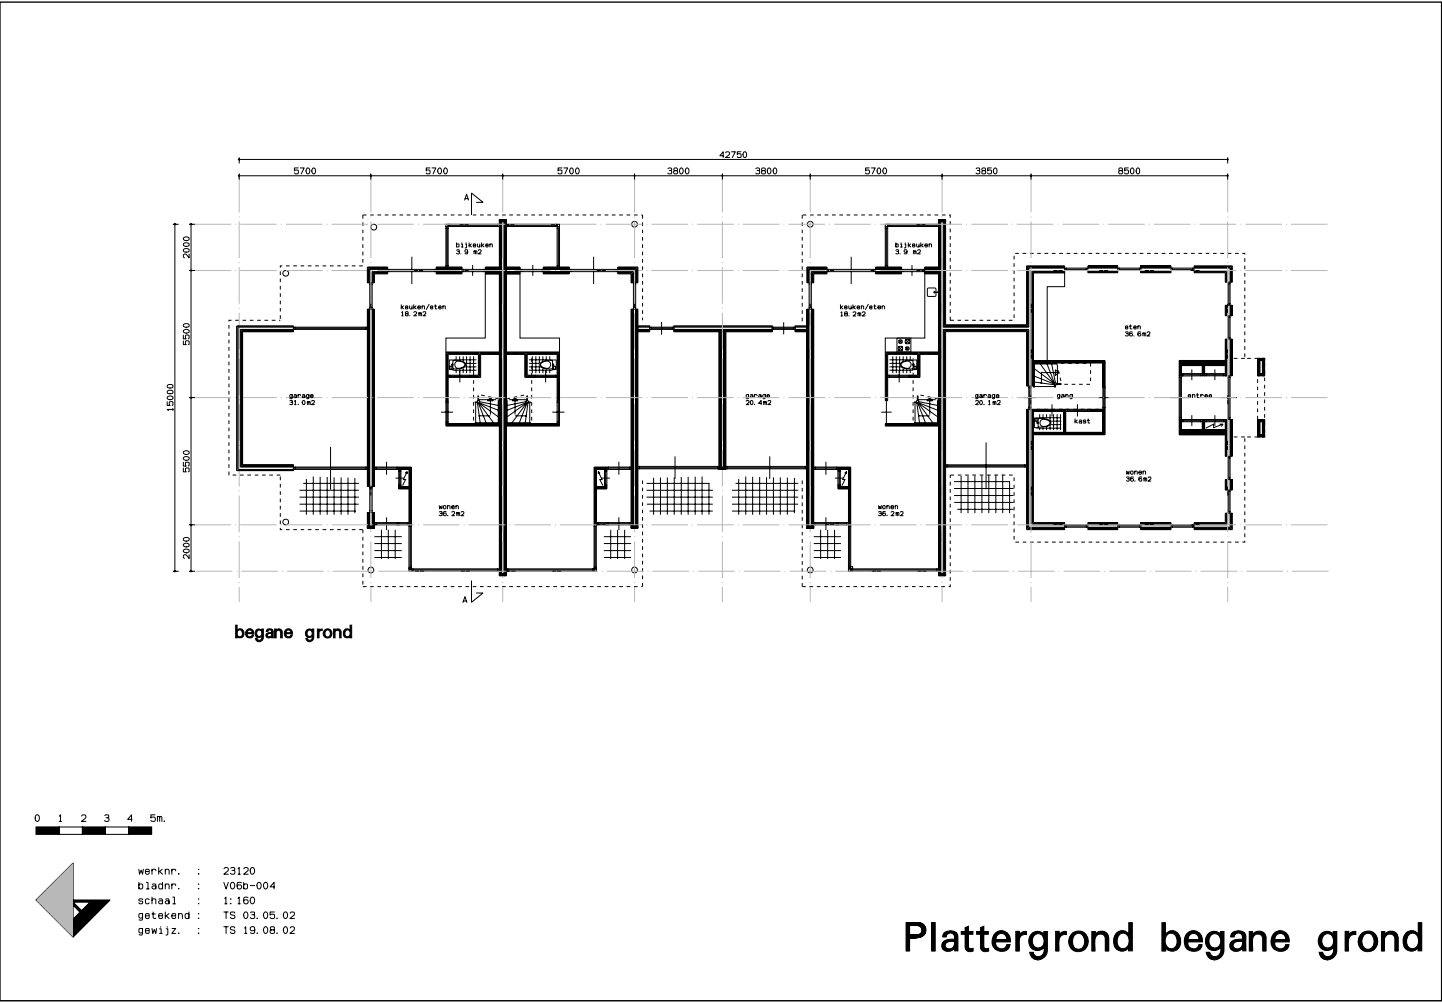 42750
5700 5700 5700 3800 3800 5700 3850 8500
A
2000
5500
15000
5500
2000
bijkeuken
3.9 m2
bijkeuken
3.9 m2
keuken/eten
18.2m2
keuken/eten
18.2m2
eten
36.6m2
garage
31.0m2
garage
20.4m2
garage
20.1m2
gang
entree
kast
wonen
36.6m2
wonen
36.2m2
wonen
36.2m2
A
begane grond
0 1 2 3 4 5m.
werknr. : 23120
bladnr. : V06b-004
schaal : 1:160
getekend : TS 03.05.02
gewijz. : TS 19.08.02
Plattergrond begane grond